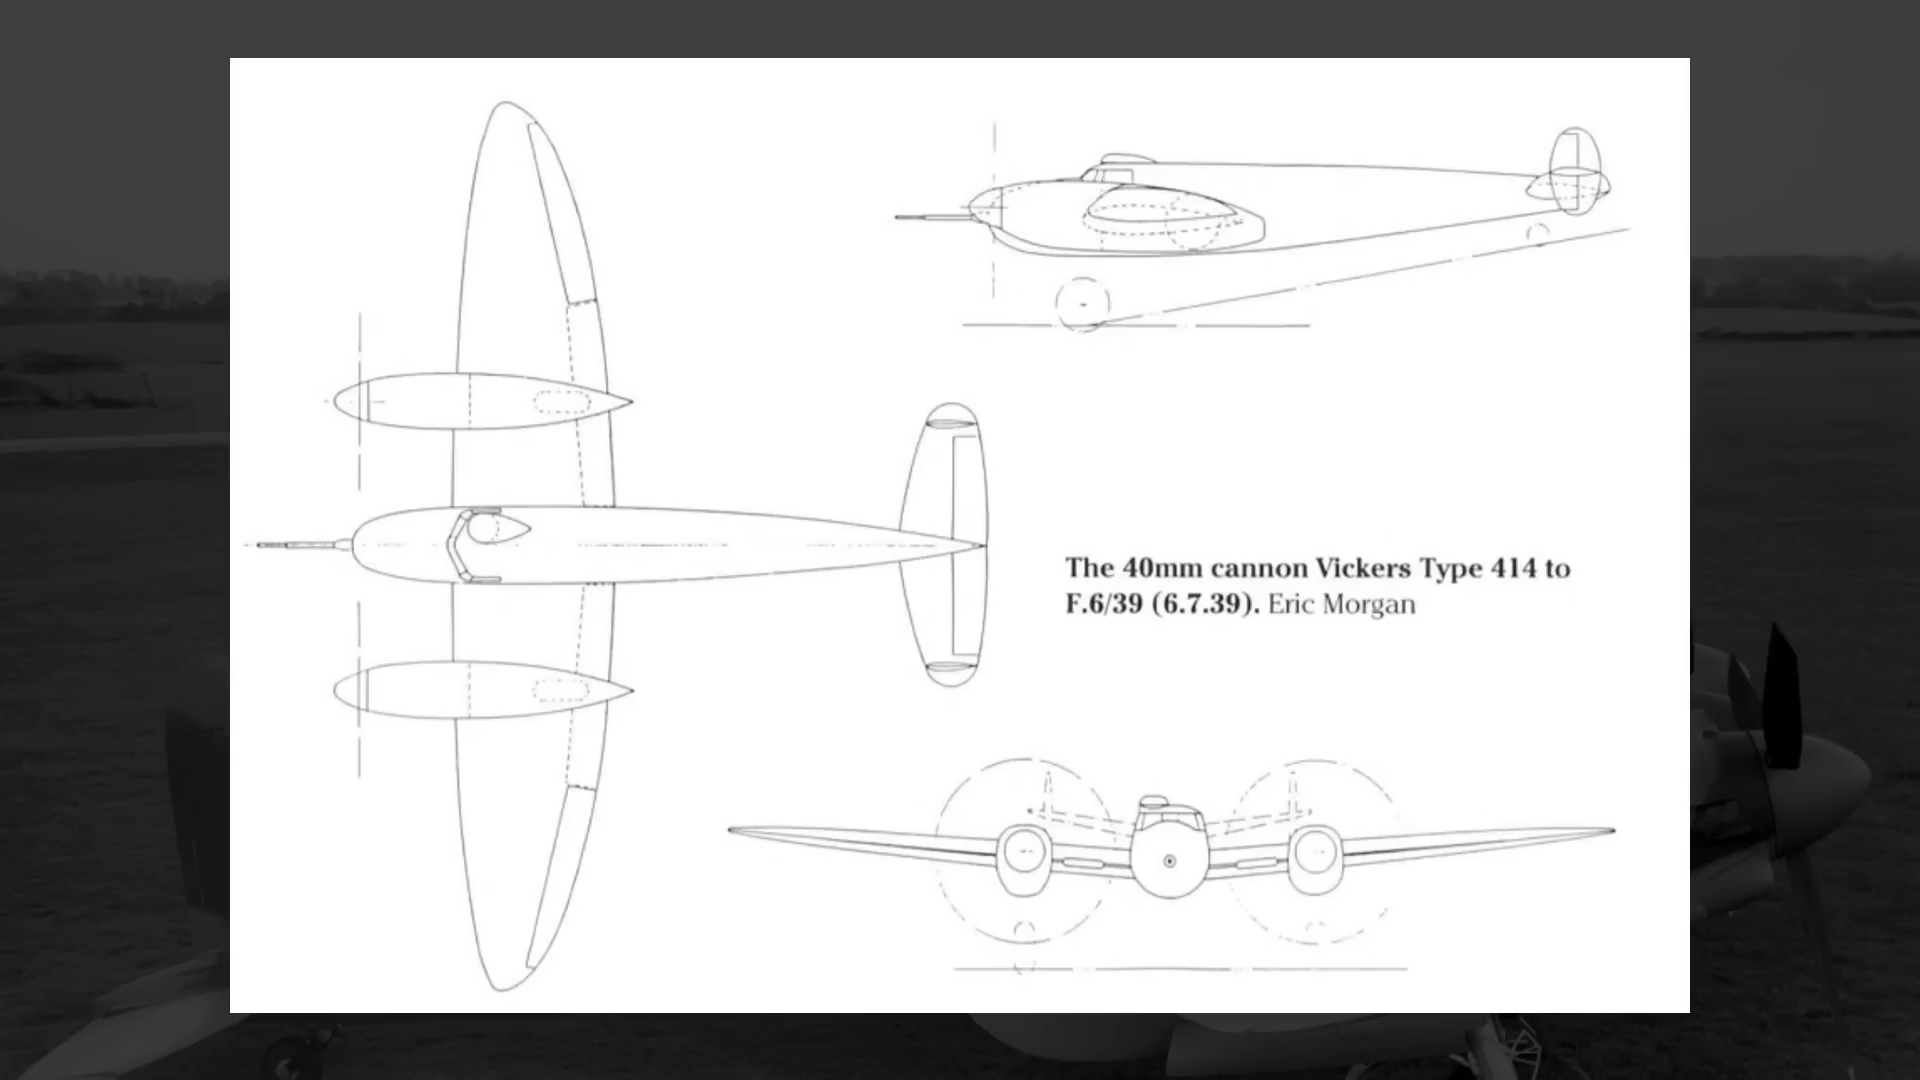 The 40mm cannon Vickers Type 414 to
F.6/39 (6.7.39). Eric Morgan